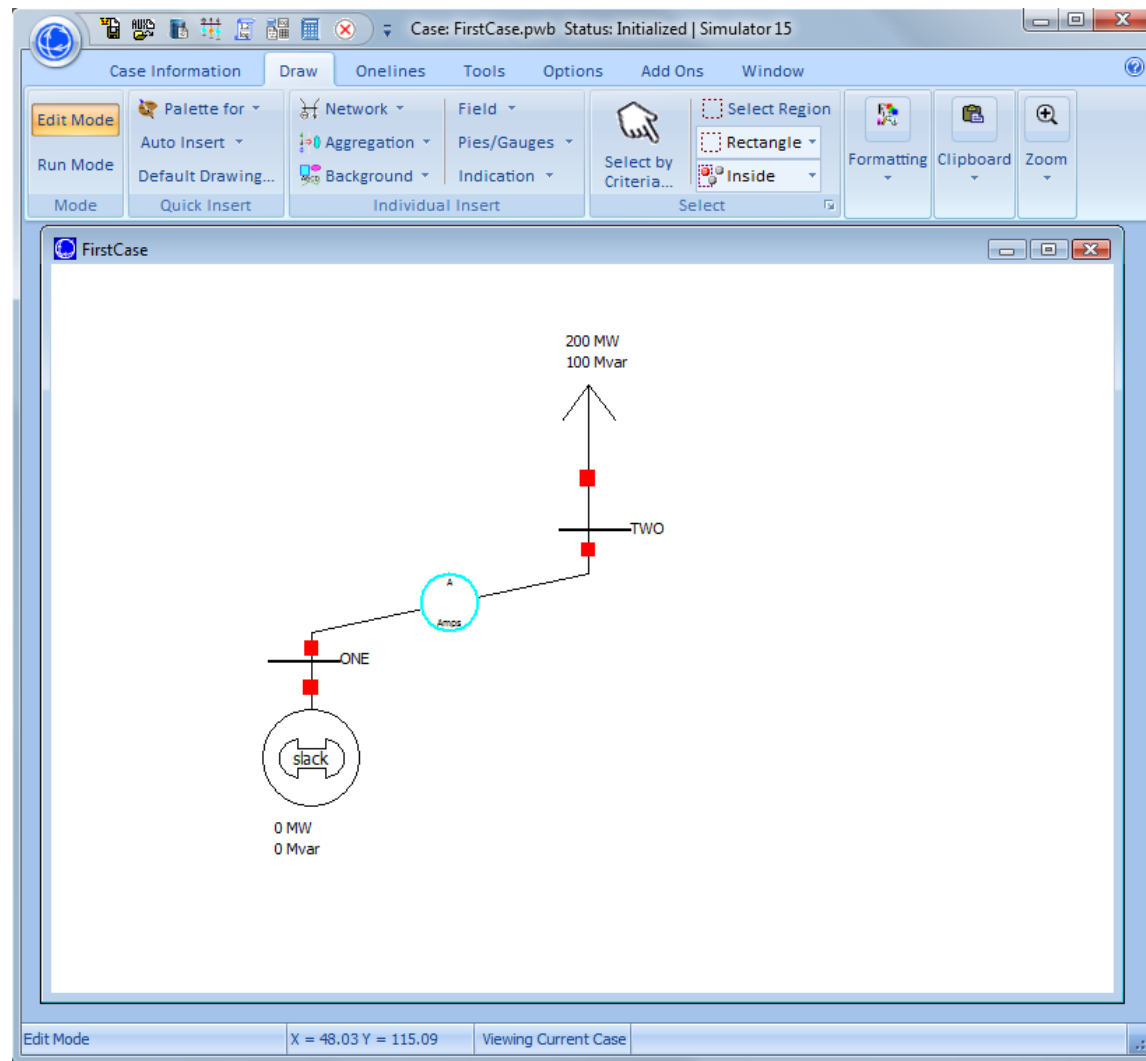 Case: FirstCase.pwb Status: Initialized | Simulator 15
Case Information Draw Onelines Tools Options Add Ons Window
Edit Mode
Run Mode
Mode
Palette for
Auto Insert
Default Drawing...
Quick Insert
Network
Aggregation
Background
Field
Pies/Gauges
Indication
Individual Insert
Select by
Criteria...
Select Region
Rectangle
Inside
Select
Formatting
Clipboard
Zoom
FirstCase
200 MW
100 Mvar
TWO
A
Amps
ONE
slack
0 MW
0 Mvar
Edit Mode X = 48.03 Y = 115.09 Viewing Current Case